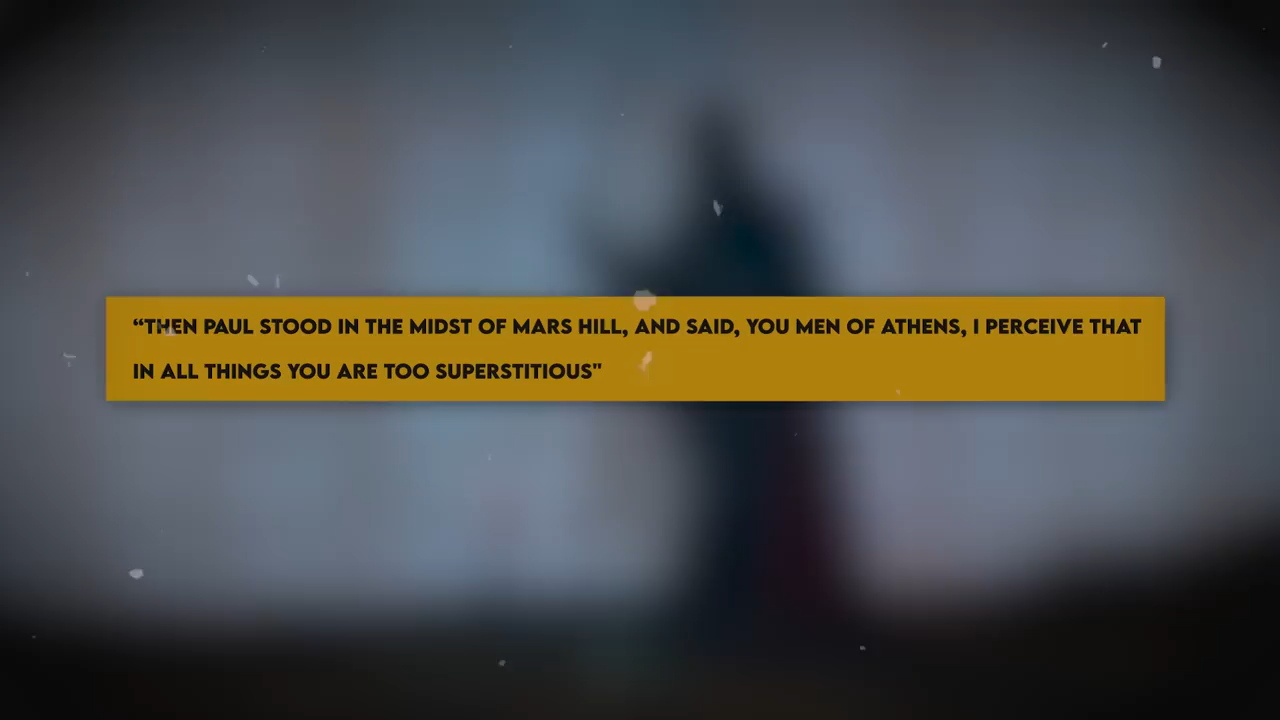 “THEN PAUL STOOD IN THE MIDST OF MARS HILL, AND SAID, YOU MEN OF ATHENS, I PERCEIVE THAT
IN ALL THINGS YOU ARE TOO SUPERSTITIOUS"